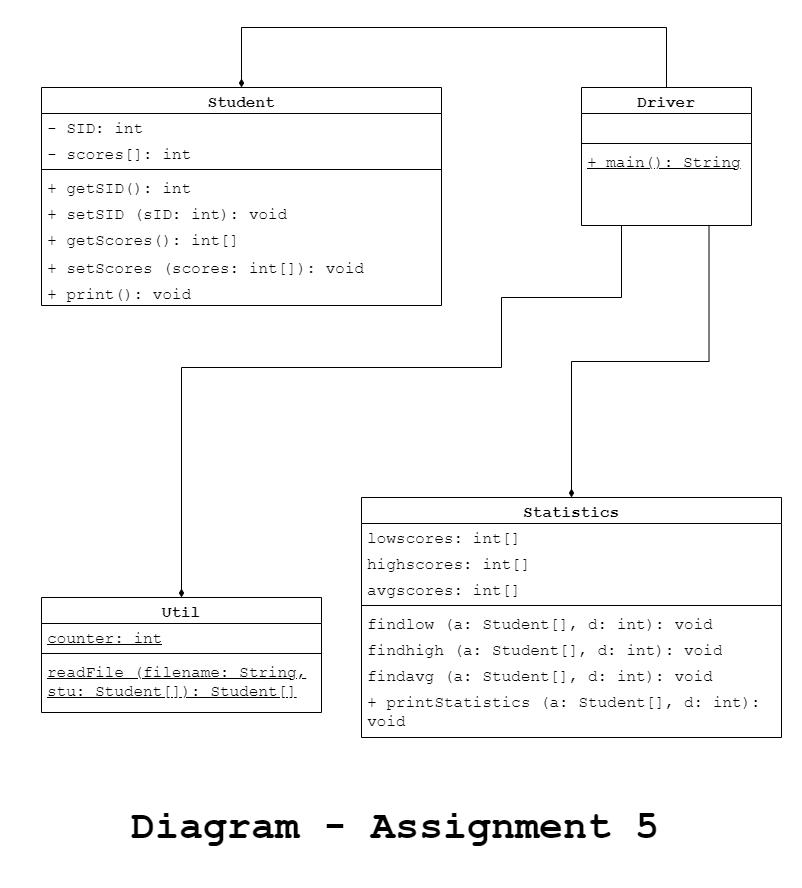 Student
- SID: int
- scores[]: int
+ getSID(): int
+ setSID (sID: int): void
+ getScores(): int[]
+ setScores (scores: int[]): void
+ print(): void
Driver
+ main(): String
Util
counter: int
readFile (filename: String,
stu: Student[]): Student[]
Statistics
lowscores: int[]
highscores: int[]
avgscores: int[]
findlow (a: Student[], d: int): void
findhigh (a: Student[], d: int): void
findavg (a: Student[], d: int): void
+ printStatistics (a: Student[], d: int):
void
Diagram - Assignment 5